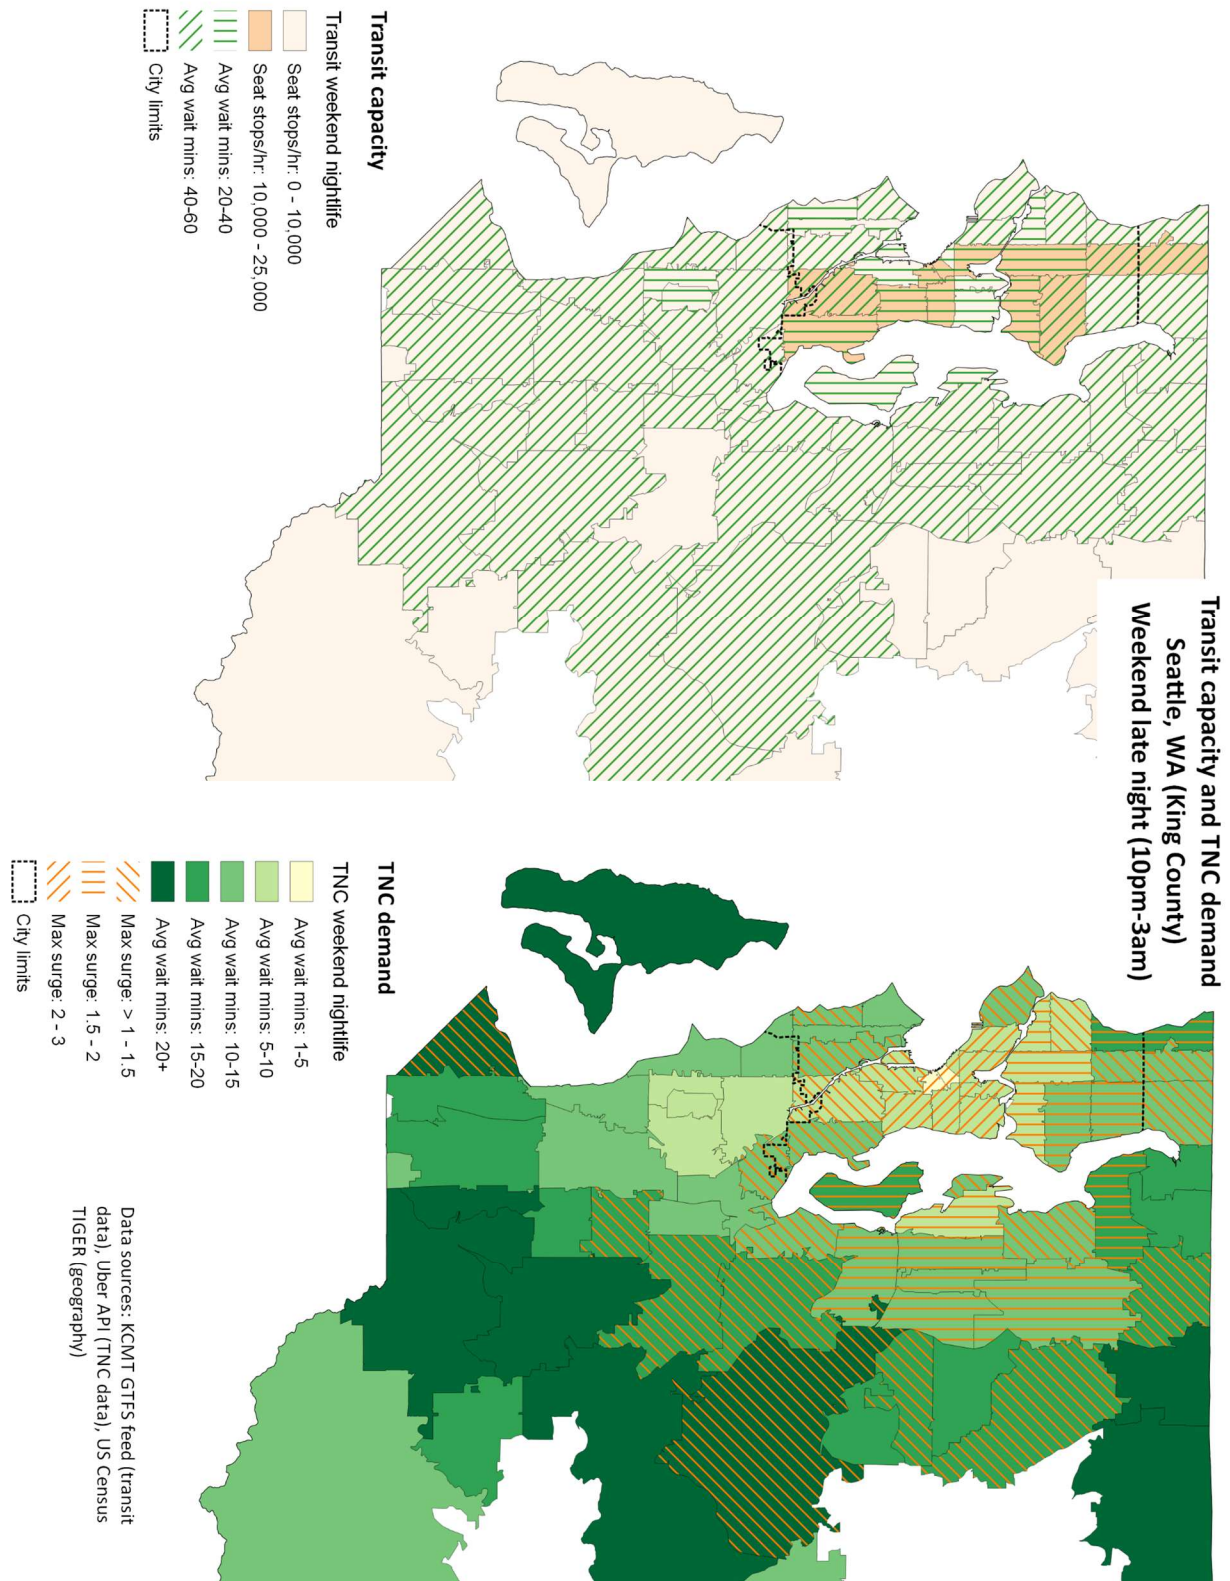 Transit capacity and TNC demand
Seattle, WA (King County)
Weekend late night (10pm-3am)
Transit capacity
Transit weekend nightlife
Seat stops/hr: 0 - 10,000
Seat stops/hr: 10,000 - 25,000
Avg wait mins: 20-40
Avg wait mins: 40-60
City limits
TNC demand
TNC weekend nightlife
Avg wait mins: 1-5
Avg wait mins: 5-10
Avg wait mins: 10-15
Avg wait mins: 15-20
Avg wait mins: 20+
Max surge: > 1 - 1.5
Max surge: 1.5 - 2
Max surge: 2 - 3
City limits
Data sources: KCMT GTFS feed (transit
data), Uber API (TNC data), US Census
TIGER (geography)